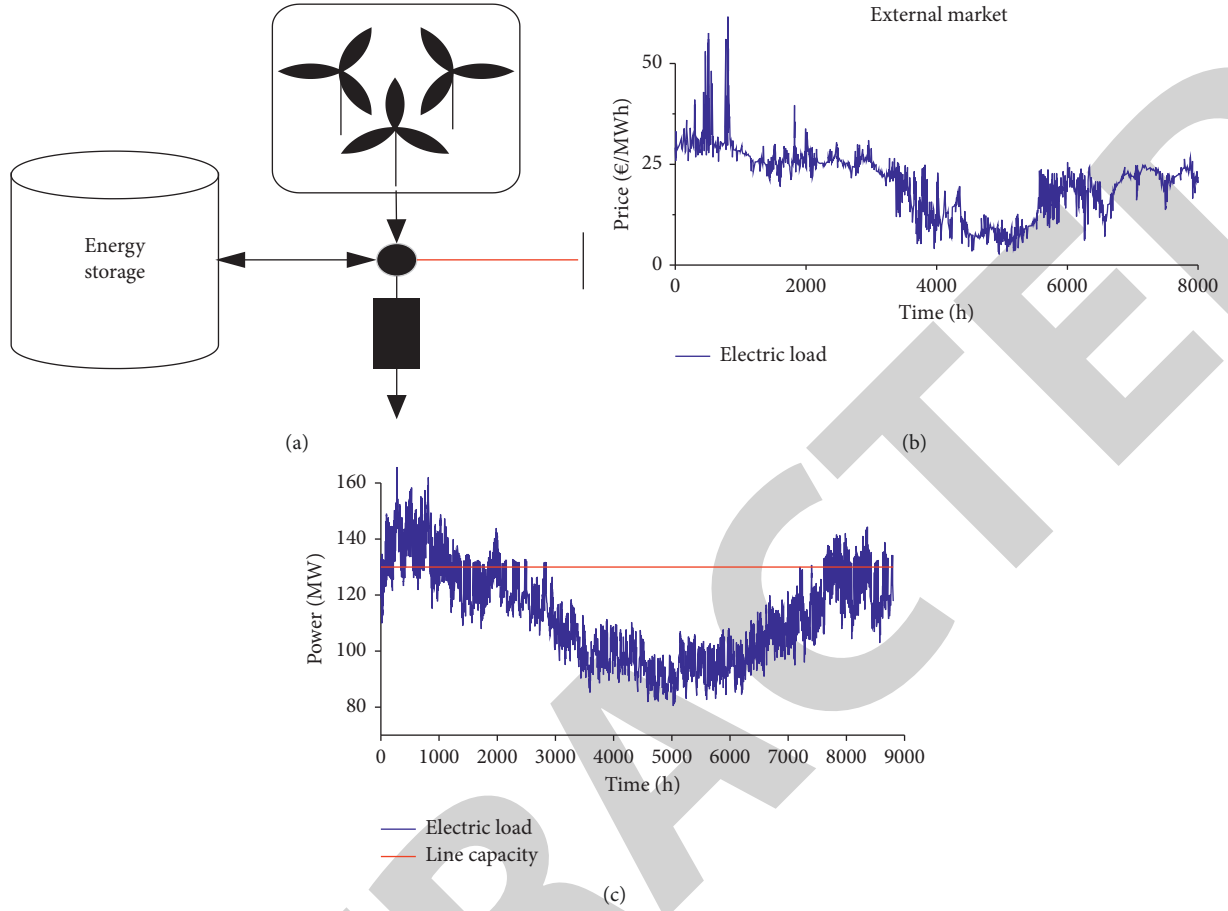 Energy
storage
(a)
External market
50
25
0
Price (€/MWh)
0 2000 4000 6000 8000
Time (h)
Electric load
(b)
160
140
120
100
80
Power (MW)
0 1000 2000 3000 4000 5000 6000 7000 8000 9000
Time (h)
Electric load
Line capacity
(c)
RACTED